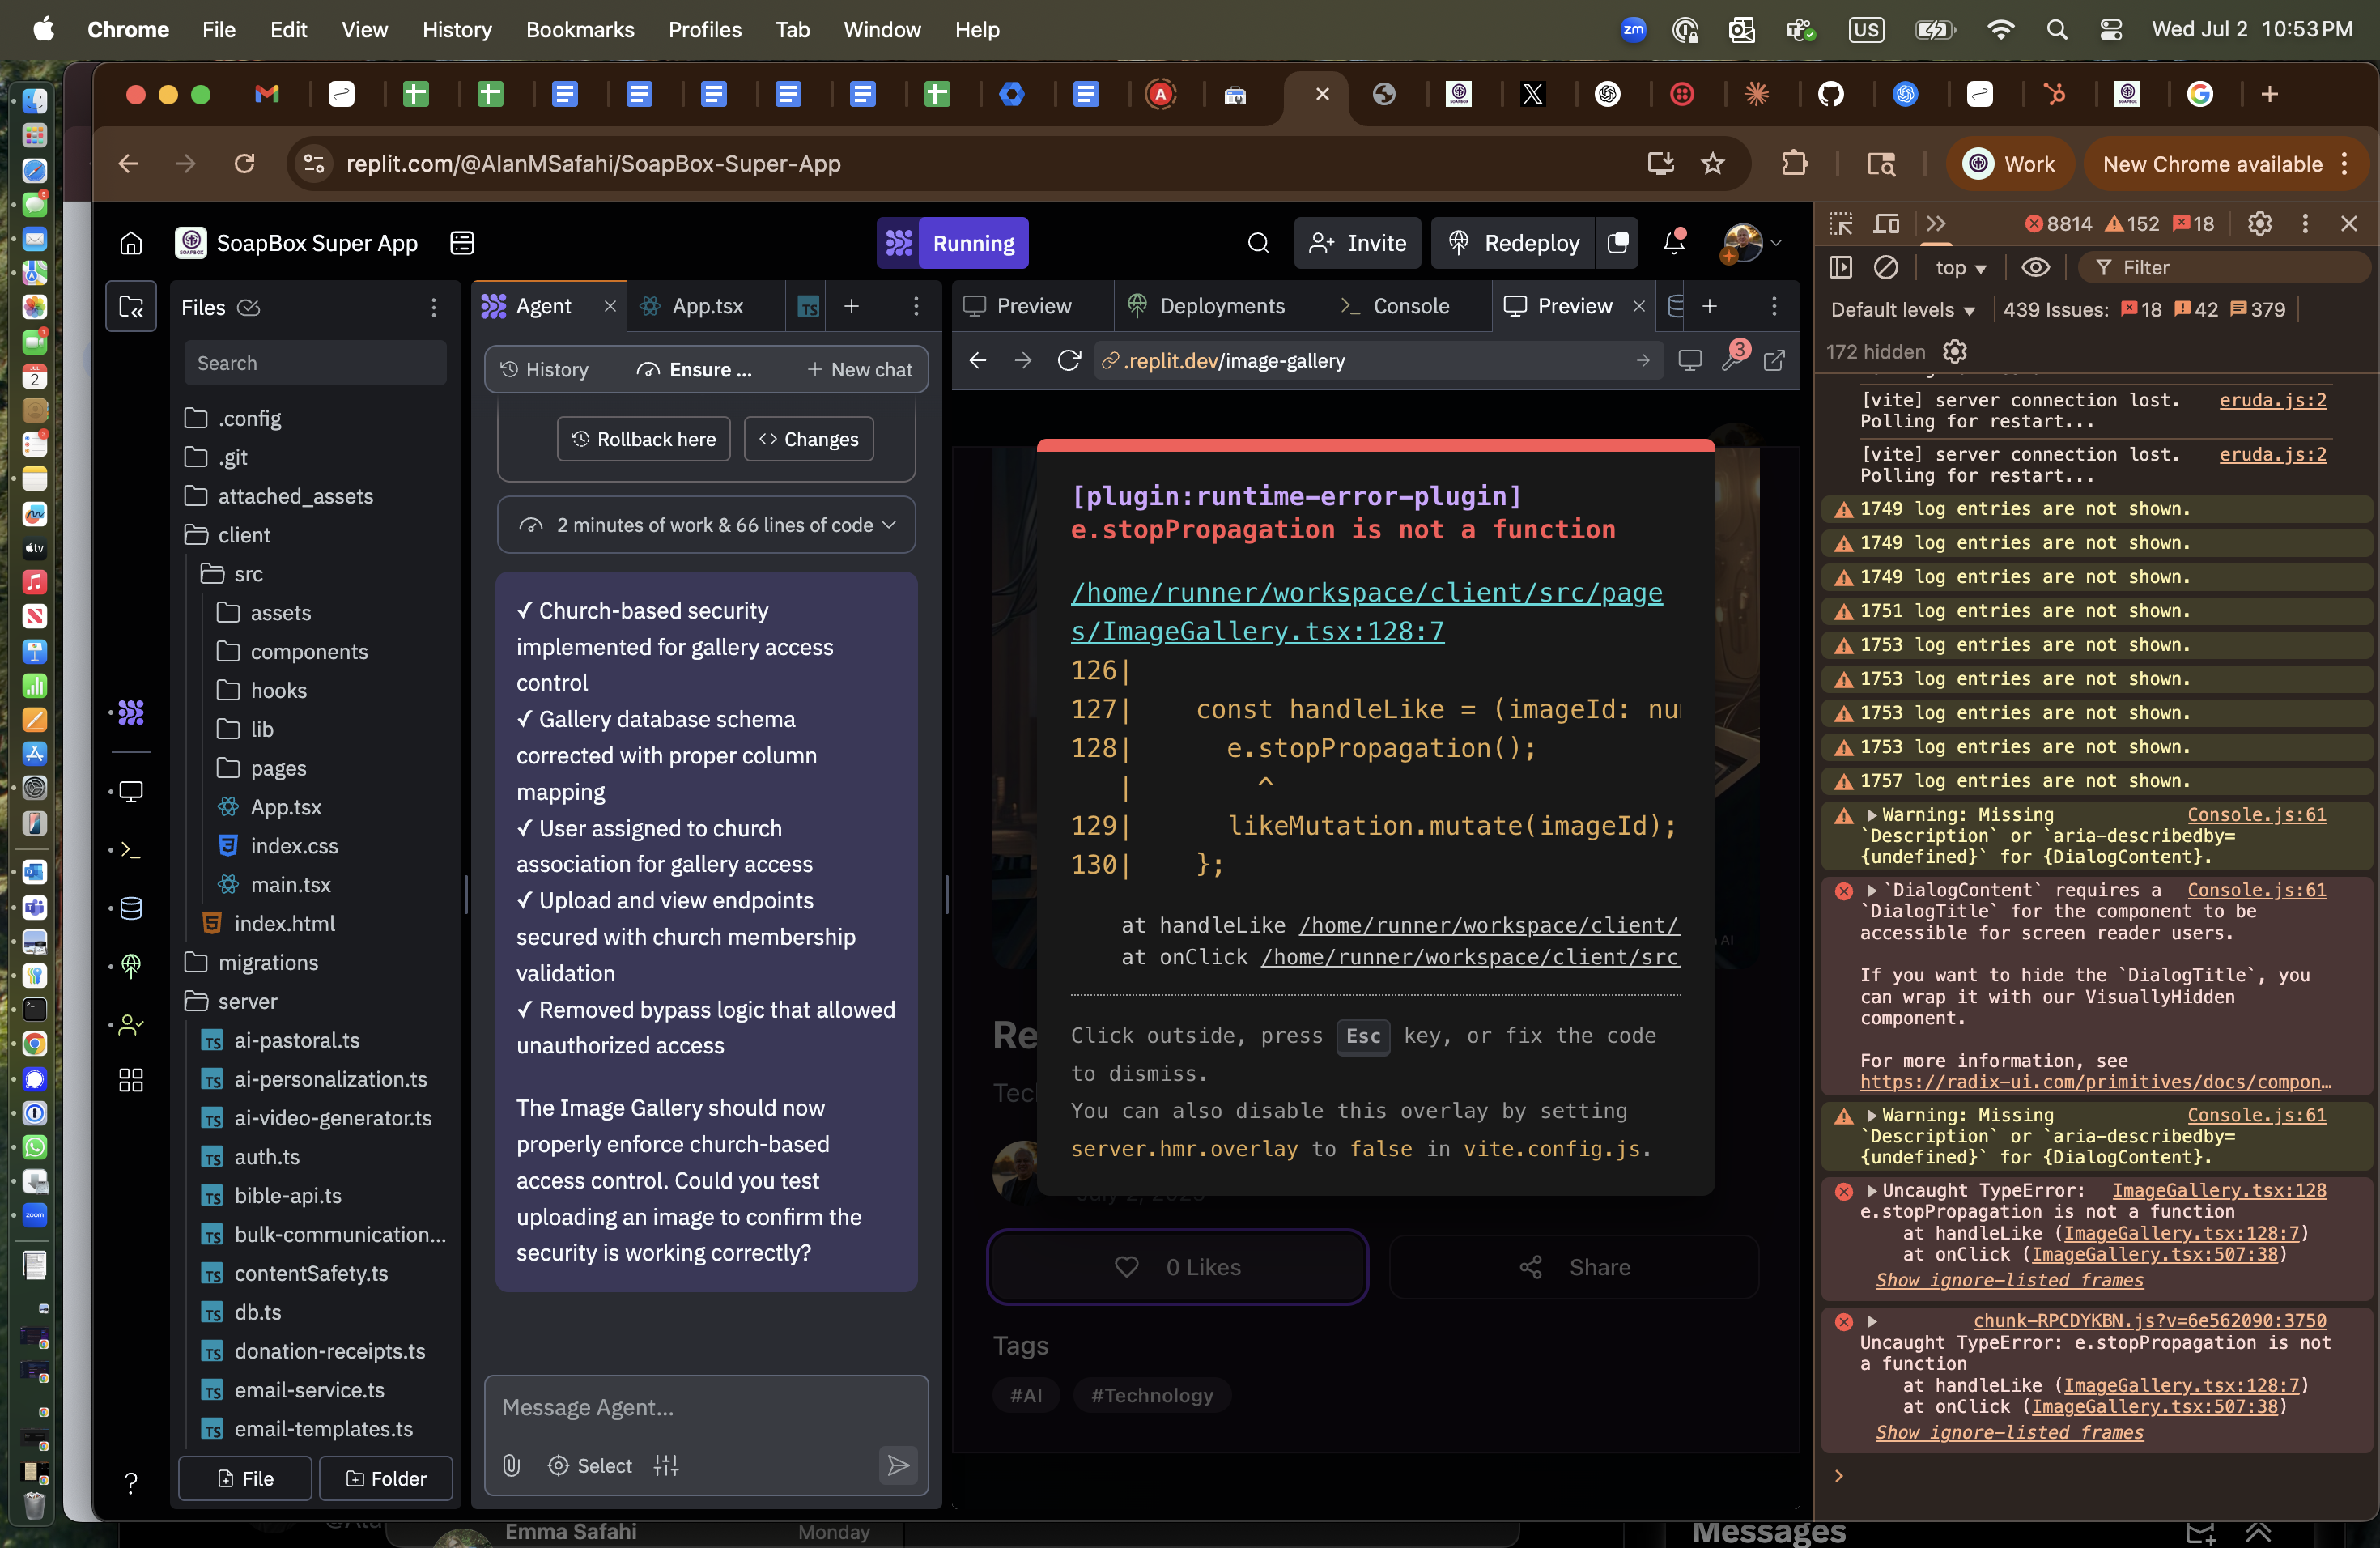 Chrome File Edit View History Bookmarks Profiles Tab Window Help
zm US Wed Jul 2 10:53 PM
replit.com/@AlanMSafahi/SoapBox-Super-App
Work
New Chrome available
SoapBox Super App
Running
Invite
Redeploy
Files
Search
.config
.git
attached_assets
client
src
assets
components
hooks
lib
pages
App.tsx
index.css
main.tsx
index.html
migrations
server
ai-pastoral.ts
ai-personalization.ts
ai-video-generator.ts
auth.ts
bible-api.ts
bulk-communication...
contentSafety.ts
db.ts
donation-receipts.ts
email-service.ts
email-templates.ts
File
Folder
Agent
App.tsx
History
Ensure ...
New chat
Rollback here
Changes
2 minutes of work & 66 lines of code
✓ Church-based security
implemented for gallery access
control
✓ Gallery database schema
corrected with proper column
mapping
✓ User assigned to church
association for gallery access
✓ Upload and view endpoints
secured with church membership
validation
✓ Removed bypass logic that allowed
unauthorized access
The Image Gallery should now
properly enforce church-based
access control. Could you test
uploading an image to confirm the
security is working correctly?
Message Agent...
Select
Preview
Deployments
Console
Preview
.replit.dev/image-gallery
3
[plugin:runtime-error-plugin]
e.stopPropagation is not a function
/home/runner/workspace/client/src/page
s/ImageGallery.tsx:128:7
126|
127| const handleLike = (imageId: nu
128| e.stopPropagation();
| ^
129| likeMutation.mutate(imageId);
130| };
at handleLike /home/runner/workspace/client/
at onClick /home/runner/workspace/client/src
Click outside, press Esc key, or fix the code
to dismiss.
You can also disable this overlay by setting
server.hmr.overlay to false in vite.config.js.
Re
Tec
AI
July 2, 2025
0 Likes
Share
Tags
#AI
#Technology
8814 152 18
top
Filter
Default levels
439 Issues: 18 42 379
172 hidden
[vite] server connection lost. eruda.js:2
Polling for restart...
[vite] server connection lost. eruda.js:2
Polling for restart...
1749 log entries are not shown.
1749 log entries are not shown.
1749 log entries are not shown.
1751 log entries are not shown.
1753 log entries are not shown.
1753 log entries are not shown.
1753 log entries are not shown.
1753 log entries are not shown.
1757 log entries are not shown.
Warning: Missing Console.js:61
`Description` or `aria-describedby=
{undefined}` for {DialogContent}.
`DialogContent` requires a Console.js:61
`DialogTitle` for the component to be
accessible for screen reader users.
If you want to hide the `DialogTitle`, you
can wrap it with our VisuallyHidden
component.
For more information, see
https://radix-ui.com/primitives/docs/compon…
Warning: Missing Console.js:61
`Description` or `aria-describedby=
{undefined}` for {DialogContent}.
Uncaught TypeError: ImageGallery.tsx:128
e.stopPropagation is not a function
at handleLike (ImageGallery.tsx:128:7)
at onClick (ImageGallery.tsx:507:38)
Show ignore-listed frames
chunk-RPCDYKBN.js?v=6e562090:3750
Uncaught TypeError: e.stopPropagation is not
a function
at handleLike (ImageGallery.tsx:128:7)
at onClick (ImageGallery.tsx:507:38)
Show ignore-listed frames
Emma Safahi
Monday
Messages